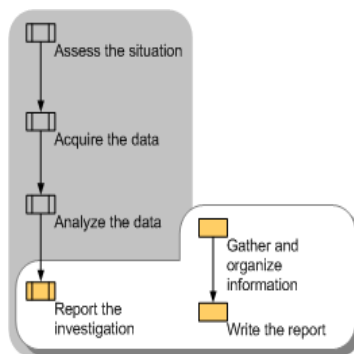 Assess the situation
Acquire the data
Analyze the data
Report the
investigation
Gather and
organize
information
Write the report